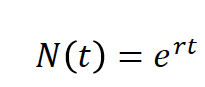 N(t) = e^{rt}